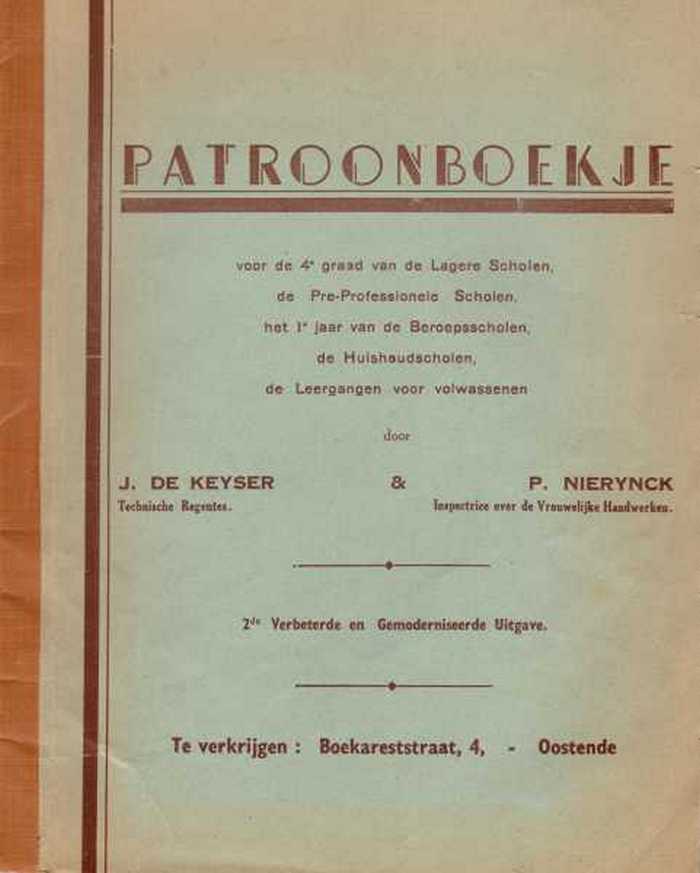 PATROONBOEKJE
voor de 4e graad van de Lagere Scholen,
de Pre-Professionele Scholen,
het 1e jaar van de Beroepsscholen,
de Huishoudscholen,
de Leergangen voor volwassenen
door
J. DE KEYSER & P. NIERYNCK
Technische Regentes. Inspectrice over de Vrouwelijke Handwerken.
2de Verbeterde en Gemoderniseerde Uitgave.
Te verkrijgen : Boekareststraat, 4, - Oostende